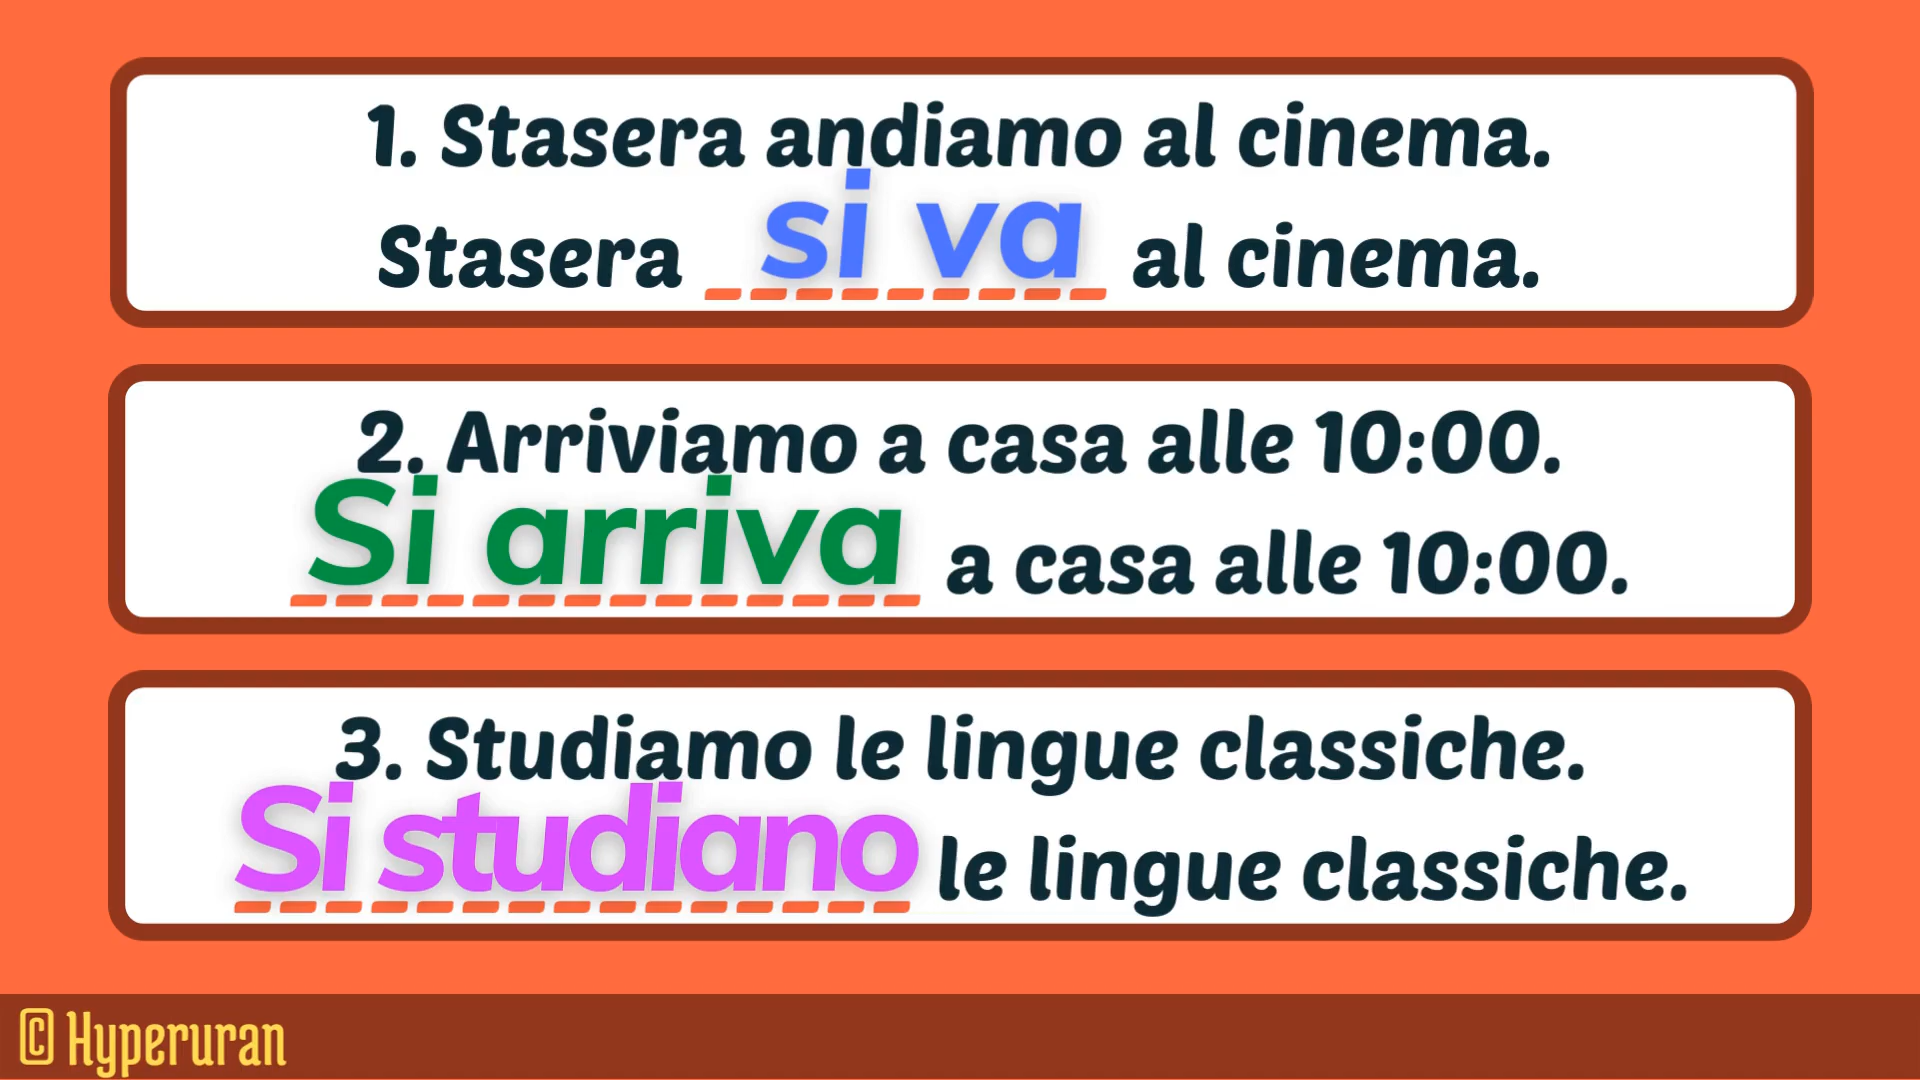 1. Stasera andiamo al cinema.
Stasera si va al cinema.
2. Arriviamo a casa alle 10:00.
Si arriva a casa alle 10:00.
3. Studiamo le lingue classiche.
Si studiano le lingue classiche.
© Hyperuran